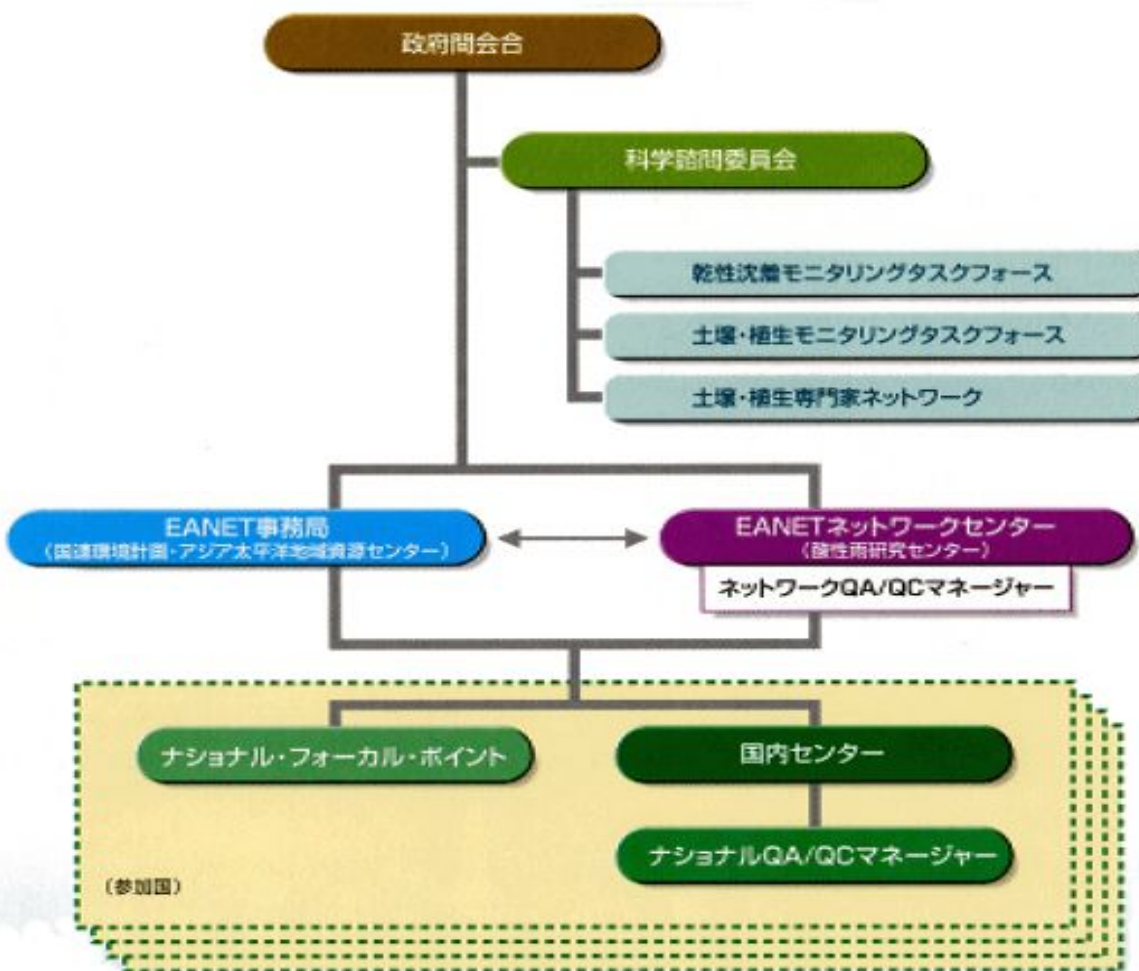 政府間会合
科学諮問委員会
乾性沈着モニタリングタスクフォース
土壌・植生モニタリングタスクフォース
土壌・植生専門家ネットワーク
EANET事務局
(国連環境計画・アジア太平洋地域資源センター)
EANETネットワークセンター
(酸性雨研究センター)
ネットワークQA/QCマネージャー
ナショナル・フォーカル・ポイント
国内センター
ナショナルQA/QCマネージャー
(参加国)